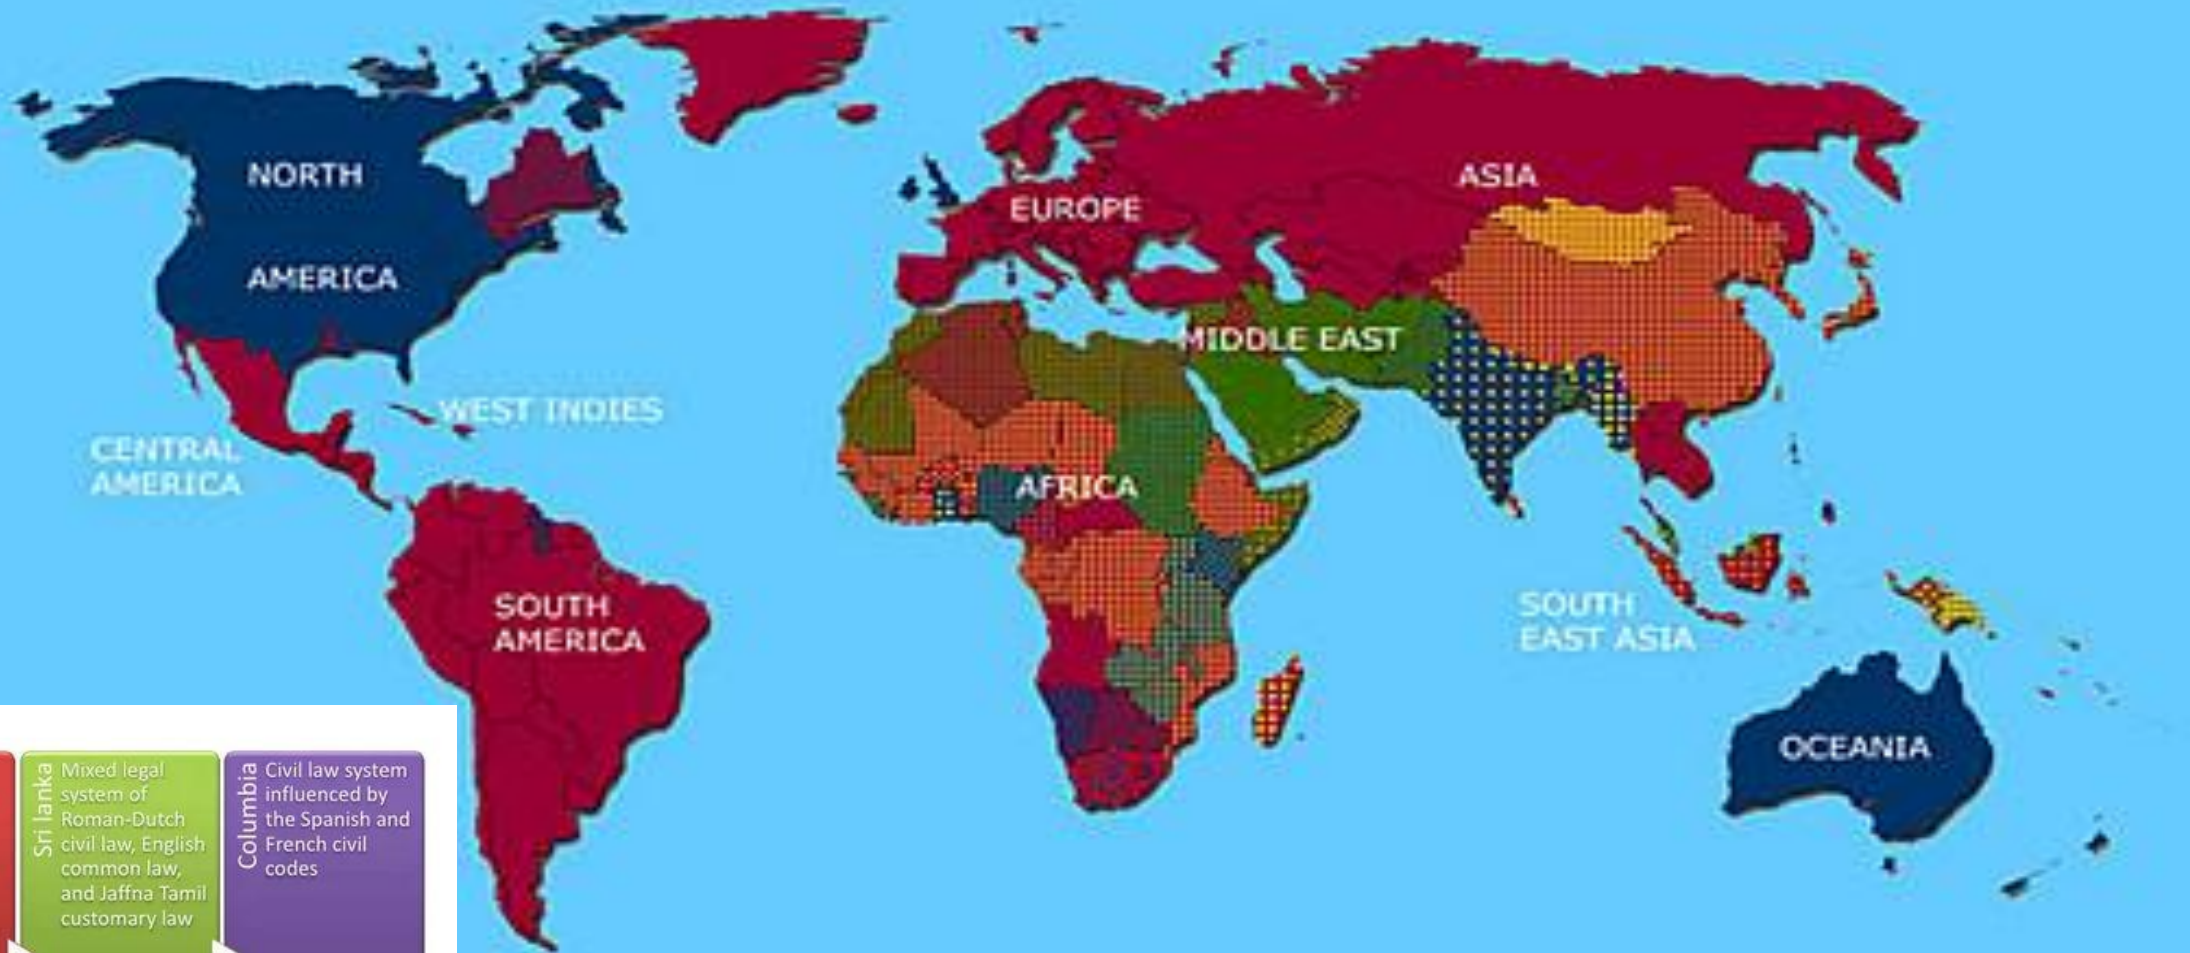 NORTH
AMERICA
EUROPE
ASIA
MIDDLE EAST
WEST INDIES
CENTRAL
AMERICA
AFRICA
SOUTH
AMERICA
SOUTH
EAST ASIA
OCEANIA
Sri lanka
Mixed legal
system of
Roman-Dutch
civil law, English
common law,
and Jaffna Tamil
customary law
Columbia
Civil law system
influenced by
the Spanish and
French civil
codes